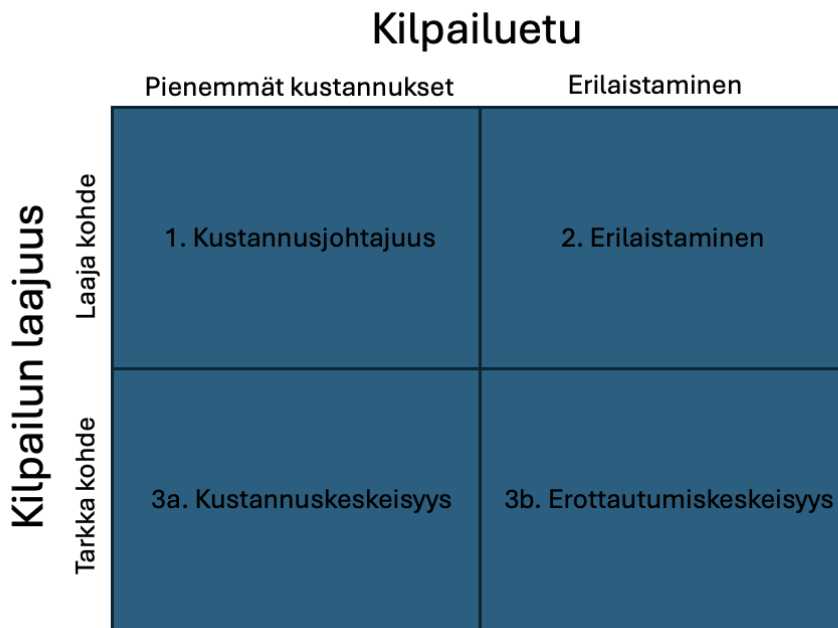 Kilpailuetu
Pienemmät kustannukset
Erilaistaminen
Kilpailun laajuus
Laaja kohde
1. Kustannusjohtajuus
2. Erilaistaminen
Tarkka kohde
3a. Kustannuskeskeisyys
3b. Erottautumiskeskeisyys